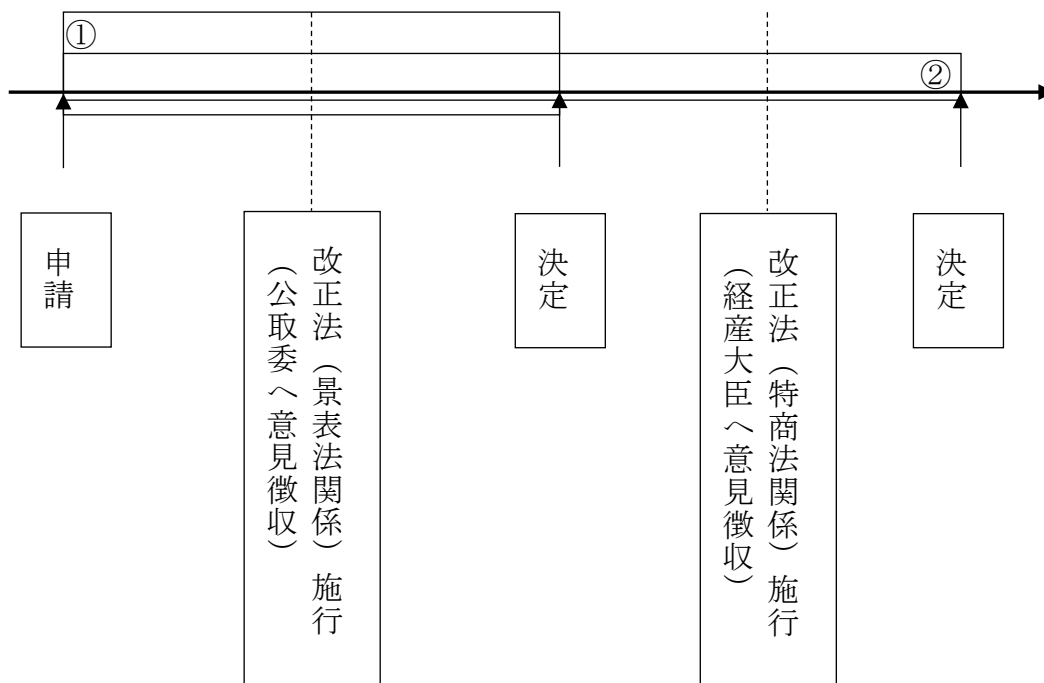 ①
②
申請
改正法（景表法関係）施行
（公取委へ意見徴収）
決定
改正法（特商法関係）施行
（経産大臣へ意見徴収）
決定